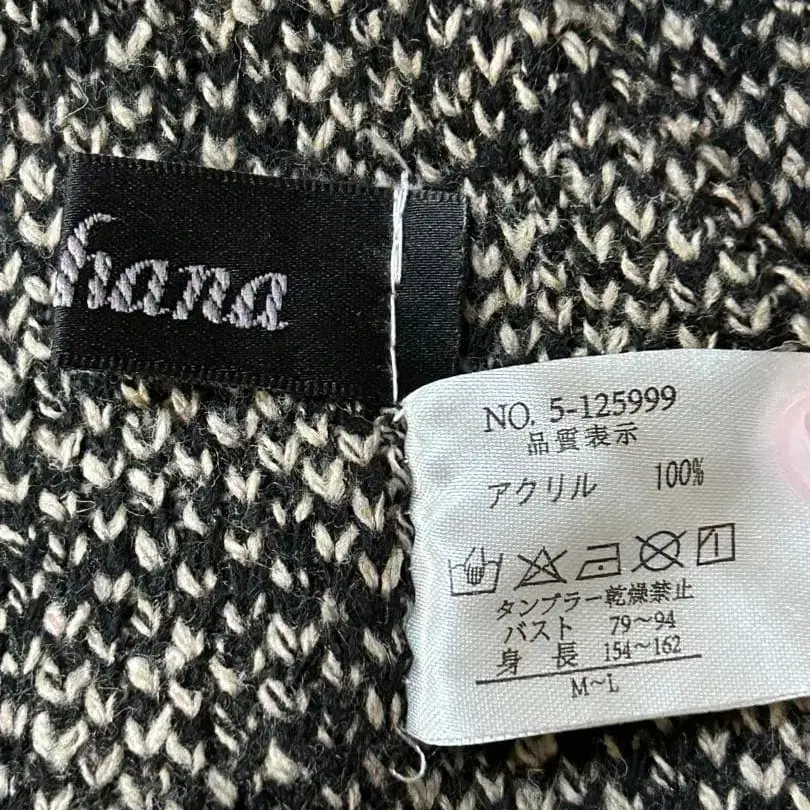 hana
NO. 5-125999
品質表示
アクリル 100%
タンブラー乾燥禁止
バスト 79〜94
身長 154〜162
M〜L